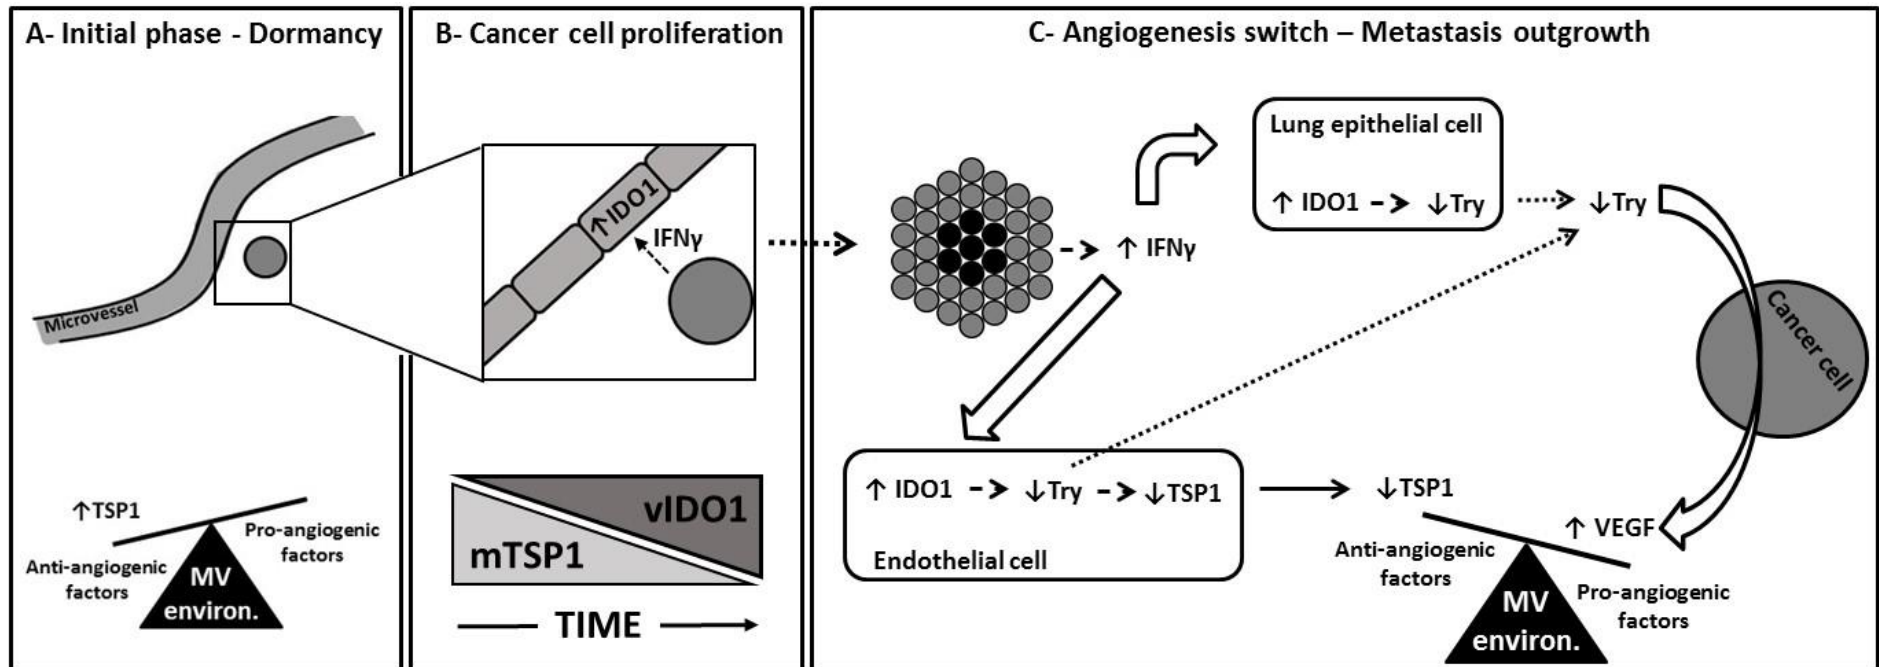 A- Initial phase - Dormancy
Microvessel
↑TSP1
Pro-angiogenic
factors
Anti-angiogenic
factors
MV
environ.
B- Cancer cell proliferation
↑IDO1
IFNγ
vIDO1
mTSP1
TIME
C- Angiogenesis switch – Metastasis outgrowth
Lung epithelial cell
↑ IDO1 → ↓Try
↓Try
↑ IFNγ
Cancer cell
↑ IDO1 → ↓Try → ↓TSP1
Endothelial cell
↓TSP1
↑ VEGF
Anti-angiogenic
factors
Pro-angiogenic
factors
MV
environ.